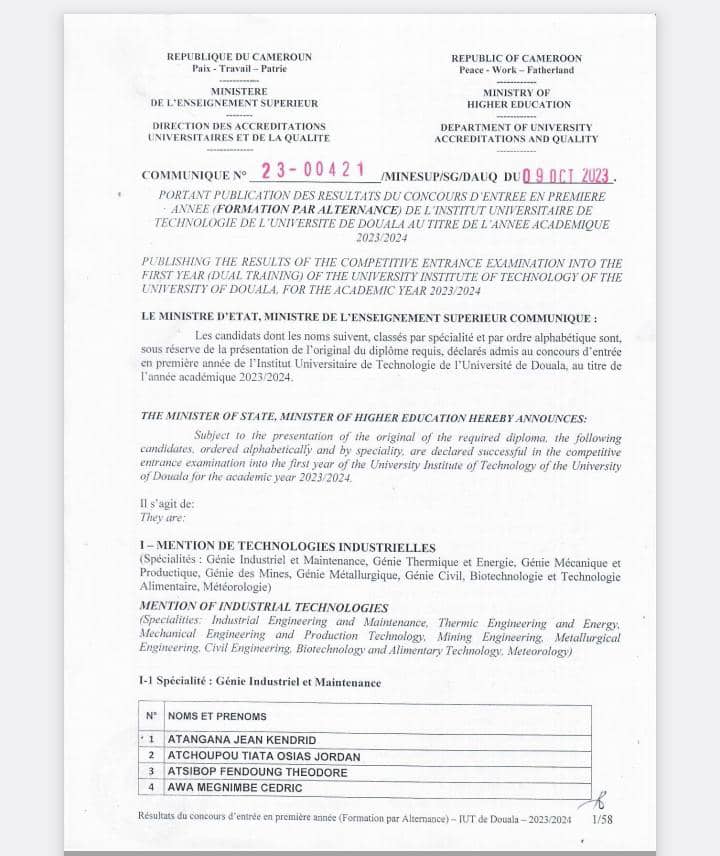 REPUBLIQUE DU CAMEROUN
Paix - Travail – Patrie
------------
MINISTERE
DE L'ENSEIGNEMENT SUPERIEUR
--------
DIRECTION DES ACCREDITATIONS
UNIVERSITAIRES ET DE LA QUALITE
--------------
REPUBLIC OF CAMEROON
Peace - Work – Fatherland
------------
MINISTRY OF
HIGHER EDUCATION
------------
DEPARTMENT OF UNIVERSITY
ACCREDITATIONS AND QUALITY
------------
COMMUNIQUE N° 23-00421 /MINESUP/SG/DAUQ DU 09 OCT 2023.
PORTANT PUBLICATION DES RESULTATS DU CONCOURS D'ENTREE EN PREMIERE
ANNEE (FORMATION PAR ALTERNANCE) DE L'INSTITUT UNIVERSITAIRE DE
TECHNOLOGIE DE L'UNIVERSITE DE DOUALA AU TITRE DE L'ANNEE ACADEMIQUE
2023/2024
PUBLISHING THE RESULTS OF THE COMPETITIVE ENTRANCE EXAMINATION INTO THE
FIRST YEAR (DUAL TRAINING) OF THE UNIVERSITY INSTITUTE OF TECHNOLOGY OF THE
UNIVERSITY OF DOUALA, FOR THE ACADEMIC YEAR 2023/2024
LE MINISTRE D'ETAT, MINISTRE DE L'ENSEIGNEMENT SUPERIEUR COMMUNIQUE :
Les candidats dont les noms suivent, classés par spécialité et par ordre alphabétique sont,
sous réserve de la présentation de l'original du diplôme requis, déclarés admis au concours d'entrée
en première année de l'Institut Universitaire de Technologie de l'Université de Douala, au titre de
l'année académique 2023/2024.
THE MINISTER OF STATE, MINISTER OF HIGHER EDUCATION HEREBY ANNOUNCES:
Subject to the presentation of the original of the required diploma, the following
candidates, ordered alphabetically and by speciality, are declared successful in the competitive
entrance examination into the first year of the University Institute of Technology of the University
of Douala for the academic year 2023/2024.
Il s'agit de:
They are:
I – MENTION DE TECHNOLOGIES INDUSTRIELLES
(Spécialités : Génie Industriel et Maintenance, Génie Thermique et Energie, Génie Mécanique et
Productique, Génie des Mines, Génie Métallurgique, Génie Civil, Biotechnologie et Technologie
Alimentaire, Météorologie)
MENTION OF INDUSTRIAL TECHNOLOGIES
(Specialities: Industrial Engineering and Maintenance, Thermic Engineering and Energy,
Mechanical Engineering and Production Technology, Mining Engineering, Metallurgical
Engineering, Civil Engineering, Biotechnology and Alimentary Technology, Meteorology)
I-1 Spécialité : Génie Industriel et Maintenance
N° NOMS ET PRENOMS
1 ATANGANA JEAN KENDRID
2 ATCHOUPOU TIATA OSIAS JORDAN
3 ATSIBOP FENDOUNG THEODORE
4 AWA MEGNIMBE CEDRIC
Résultats du concours d'entrée en première année (Formation par Alternance) – IUT de Douala – 2023/2024 1/58